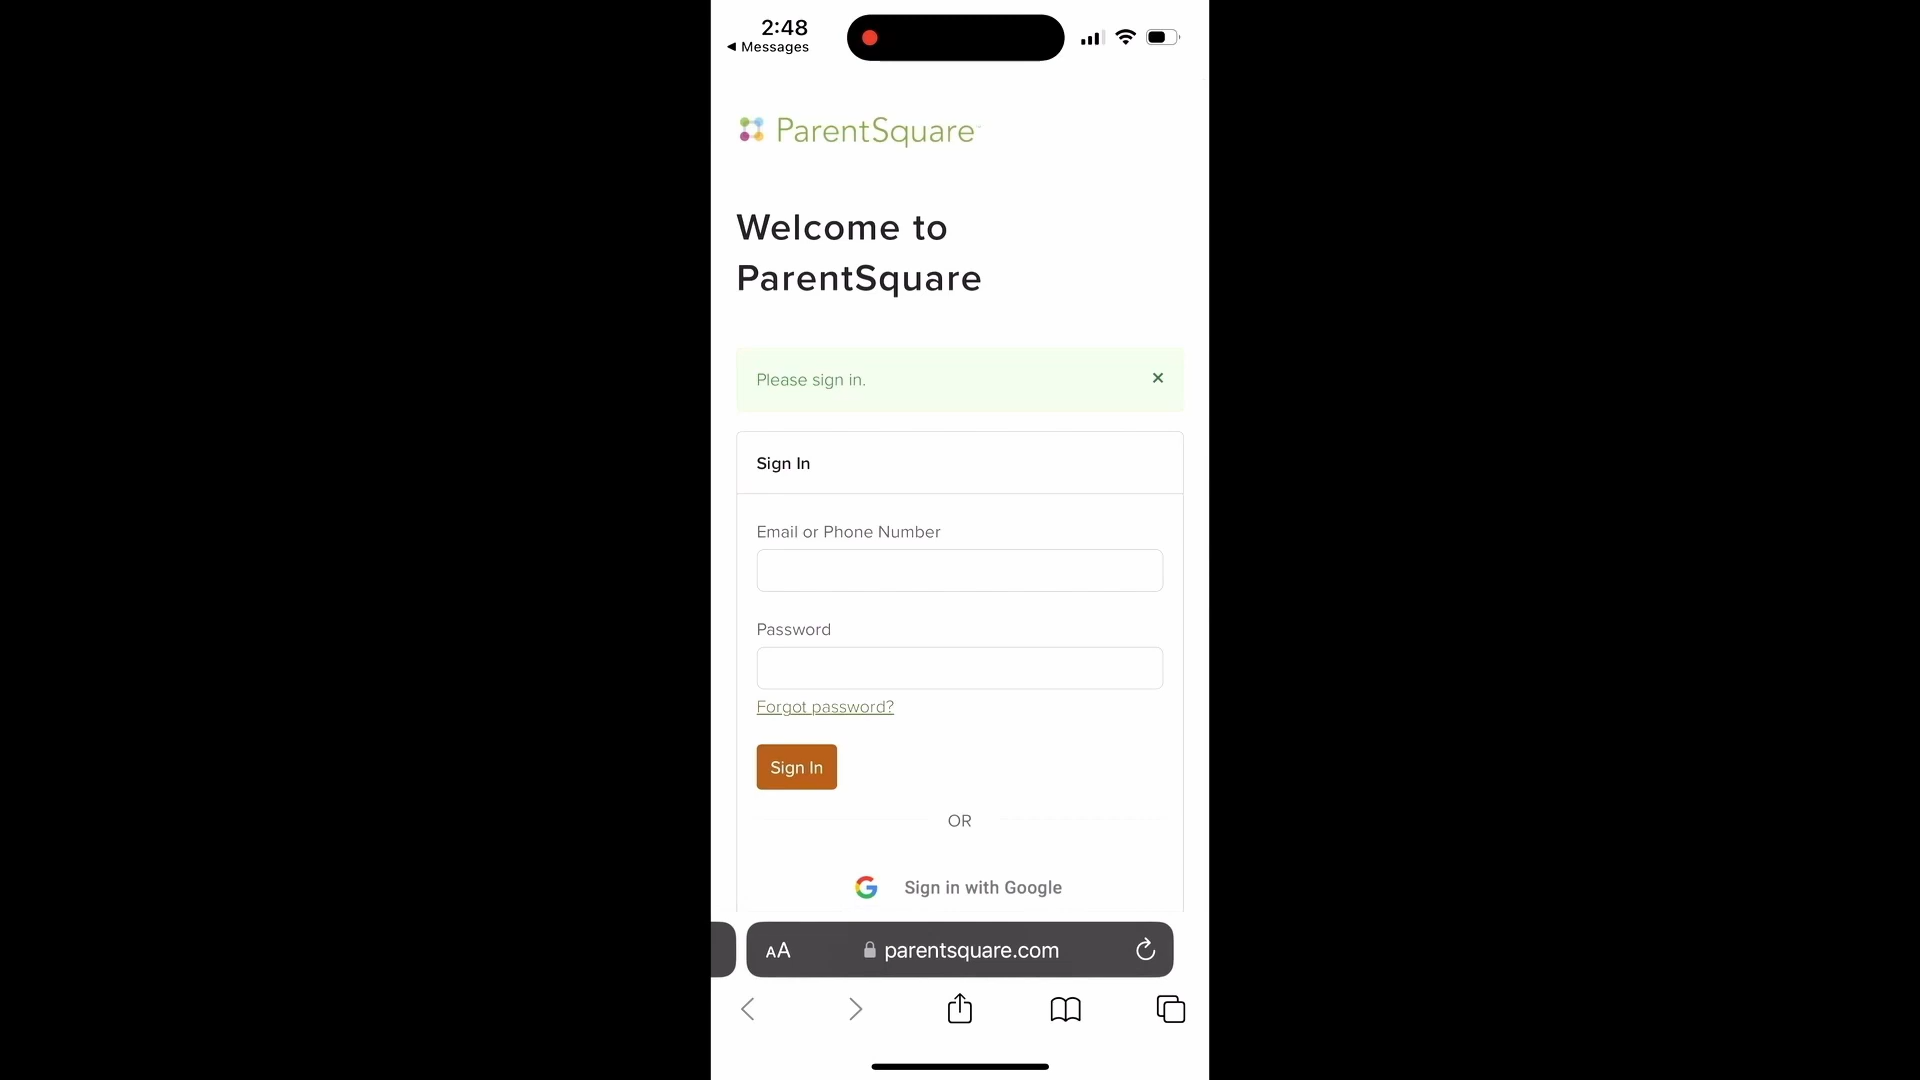 2:48
◀ Messages
ParentSquare
Welcome to
ParentSquare
Please sign in.
Sign In
Email or Phone Number
Password
Forgot password?
Sign In
OR
Sign in with Google
AA
parentsquare.com